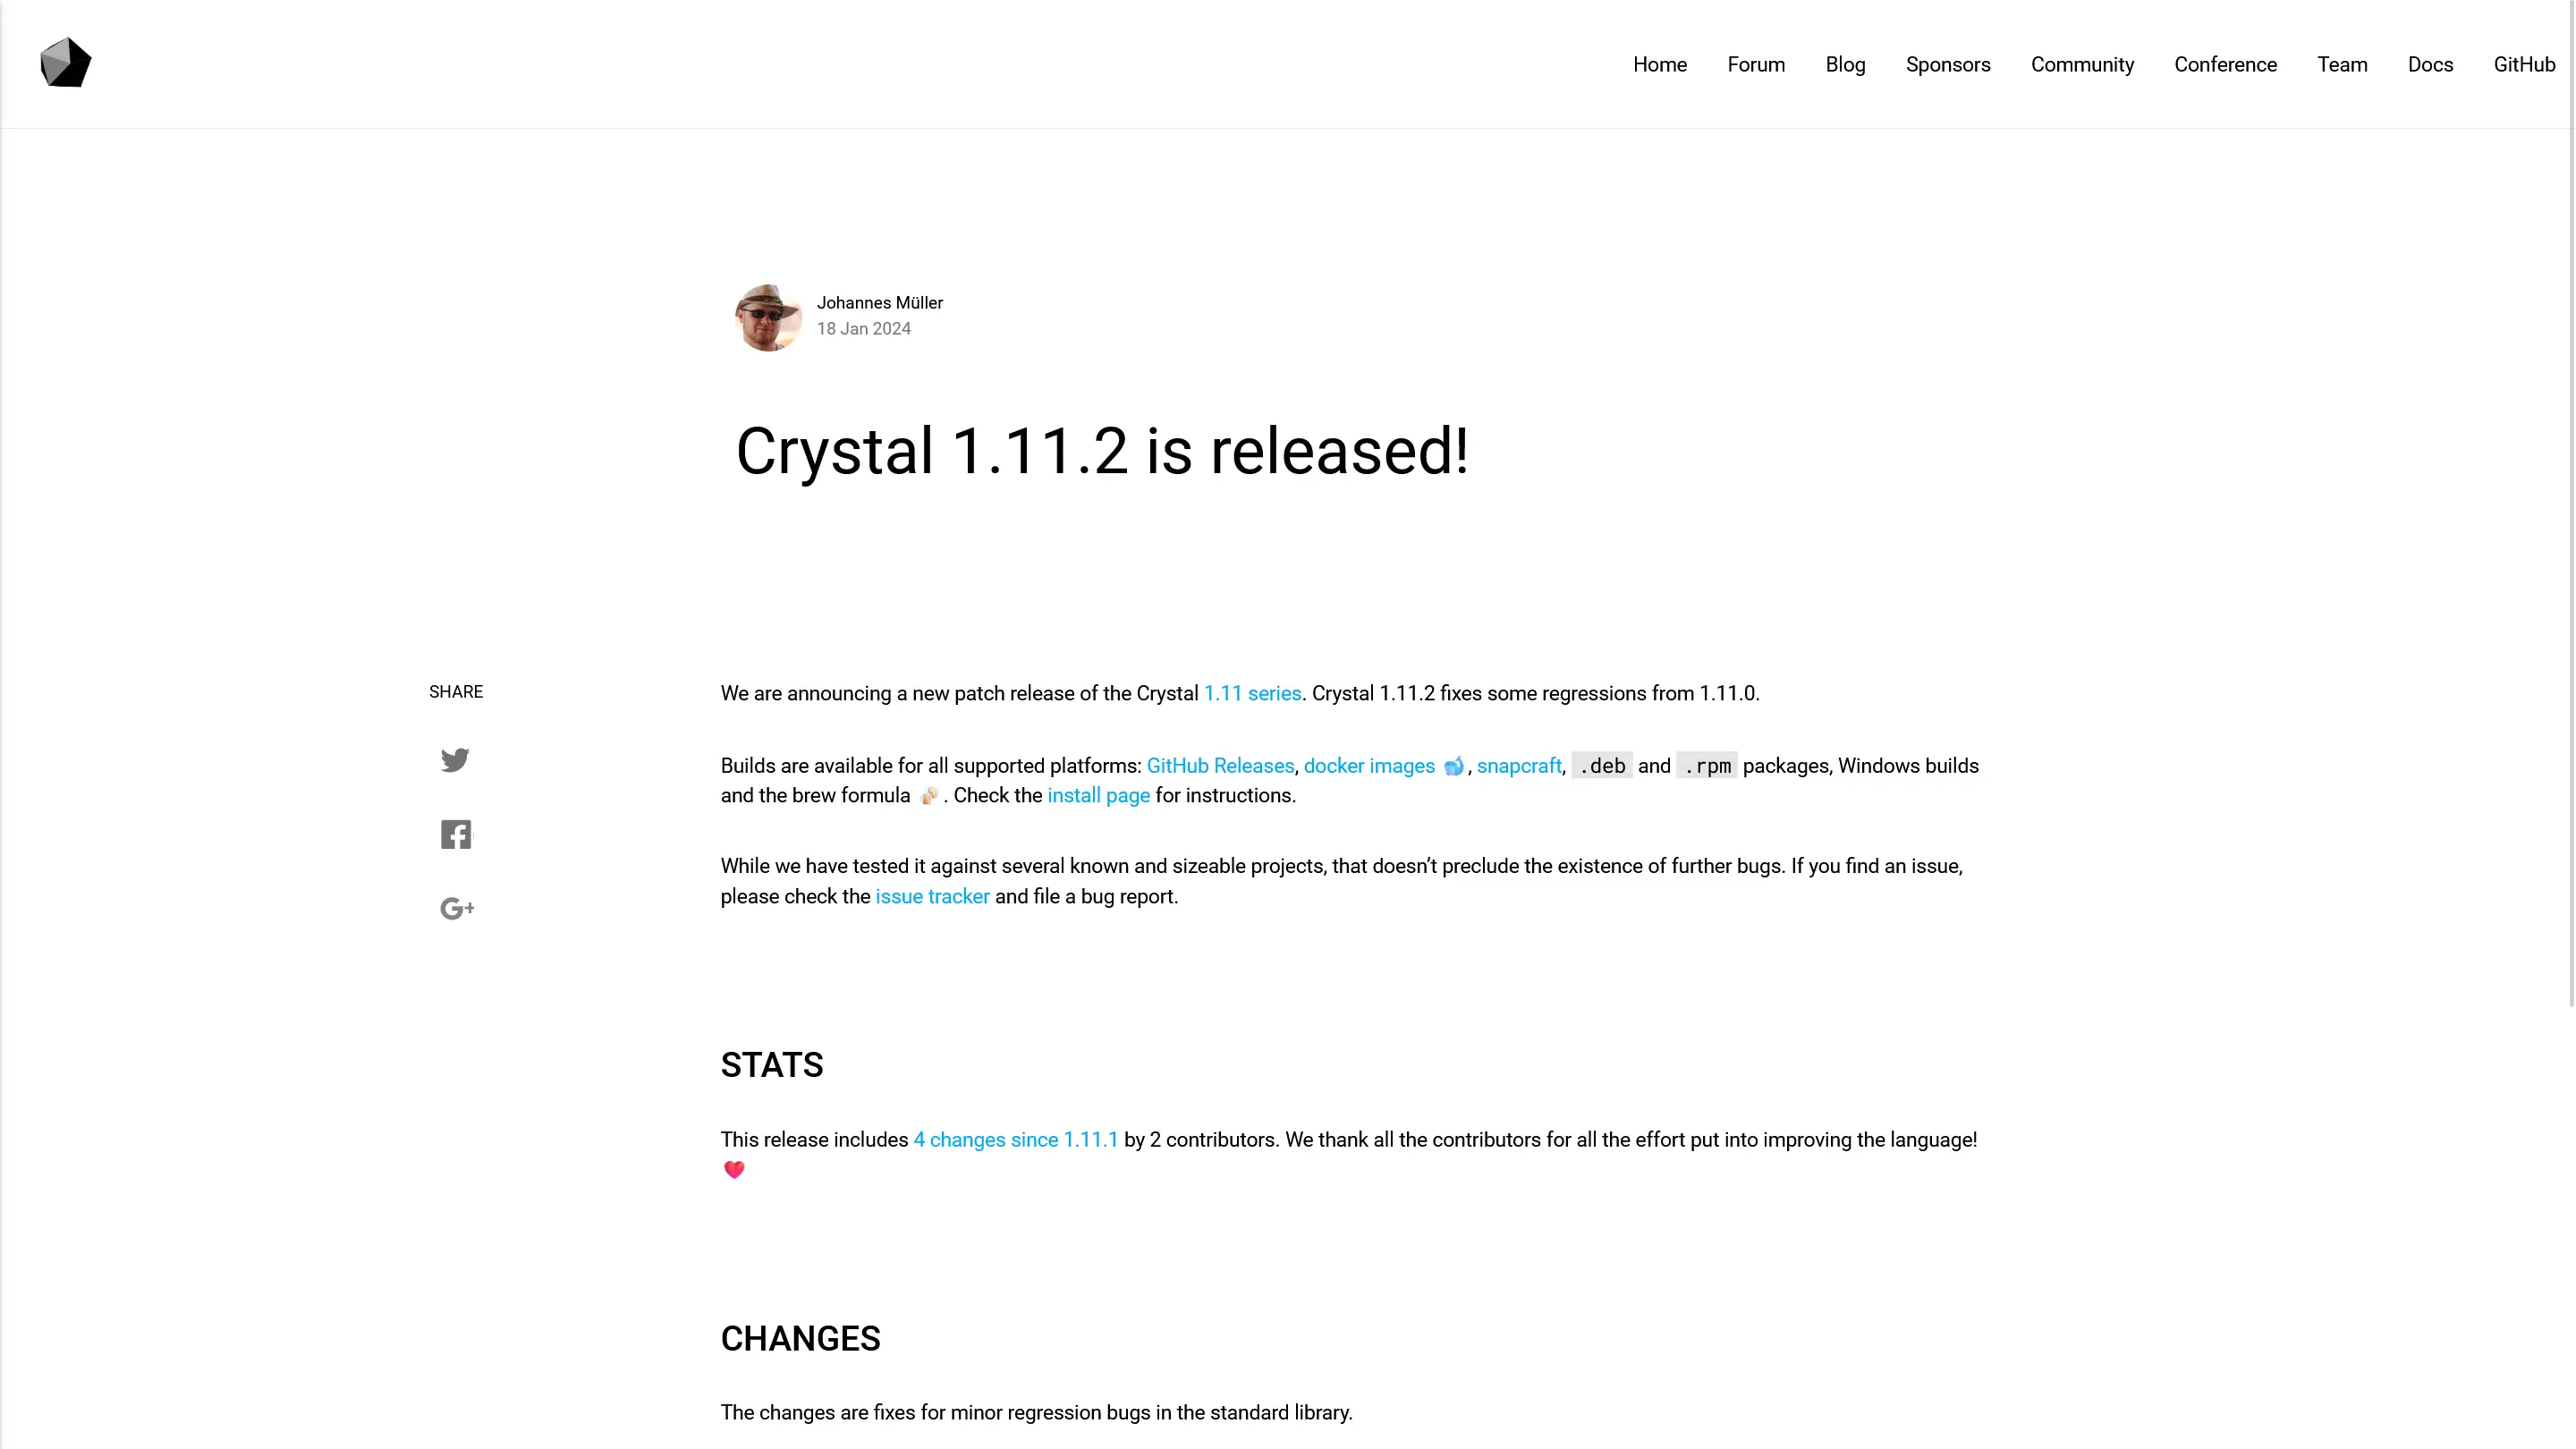 Home Forum Blog Sponsors Community Conference Team Docs GitHub
Johannes Müller
18 Jan 2024
Crystal 1.11.2 is released!
SHARE
We are announcing a new patch release of the Crystal 1.11 series. Crystal 1.11.2 fixes some regressions from 1.11.0.
Builds are available for all supported platforms: GitHub Releases, docker images 🐳, snapcraft, .deb and .rpm packages, Windows builds
and the brew formula 🍻. Check the install page for instructions.
While we have tested it against several known and sizeable projects, that doesn’t preclude the existence of further bugs. If you find an issue,
please check the issue tracker and file a bug report.
STATS
This release includes 4 changes since 1.11.1 by 2 contributors. We thank all the contributors for all the effort put into improving the language!
❤️
CHANGES
The changes are fixes for minor regression bugs in the standard library.